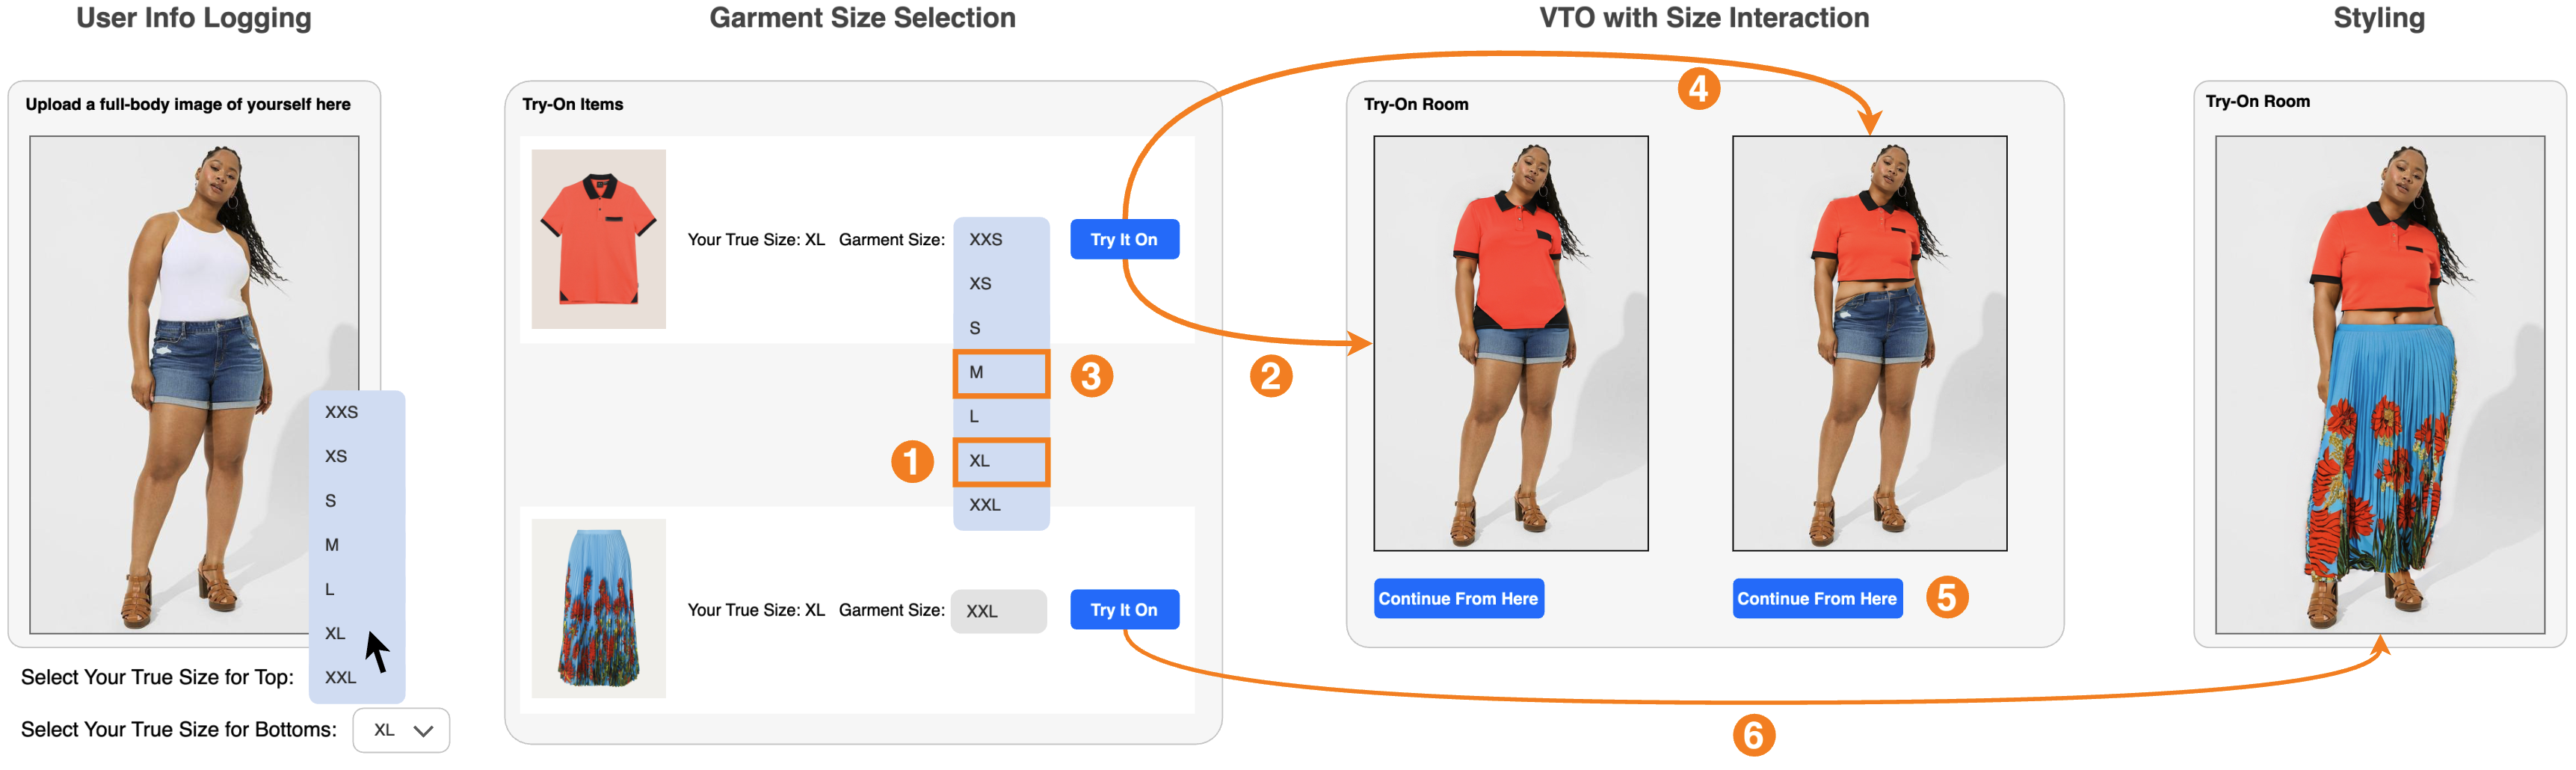 User Info Logging
Garment Size Selection
VTO with Size Interaction
Styling
Upload a full-body image of yourself here
XXS
XS
S
M
L
XL
XXL
Select Your True Size for Top:
Select Your True Size for Bottoms:
XL
Try-On Items
Your True Size: XL Garment Size:
XXS
XS
S
M
L
XL
XXL
Try It On
3
1
2
Your True Size: XL Garment Size:
XXL
Try It On
Try-On Room
4
Continue From Here
Continue From Here
5
6
Try-On Room